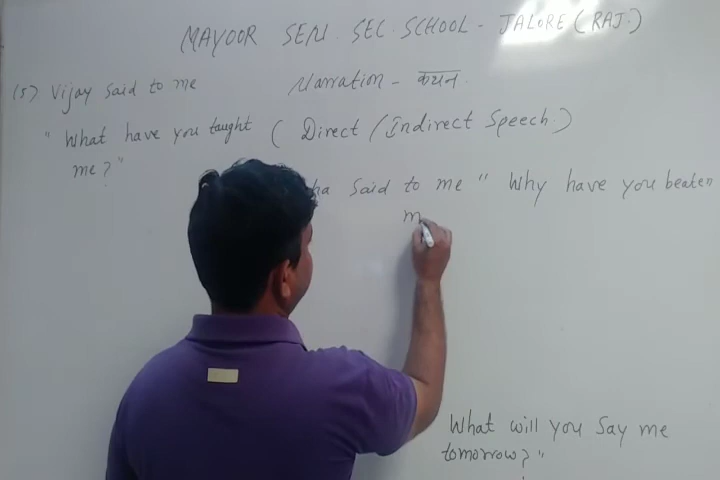 MAYOOR SEN. SEC. SCHOOL - JALORE (RAJ.)
(5) Vijay said to me
"What have you taught
me?"
Narration - कथन
(Direct / Indirect Speech.)
said to me "Why have you beaten
m
What will you say me
tomorrow?"